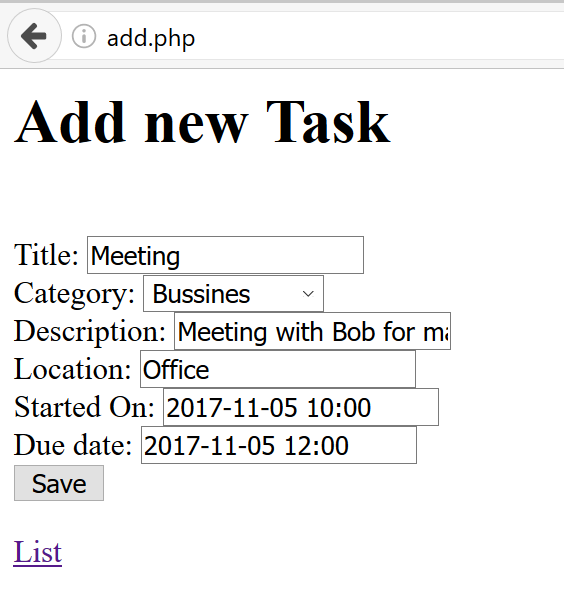 add.php
Add new Task
Title: Meeting
Category: Bussines
Description: Meeting with Bob for
Location: Office
Started On: 2017-11-05 10:00
Due date: 2017-11-05 12:00
Save
List